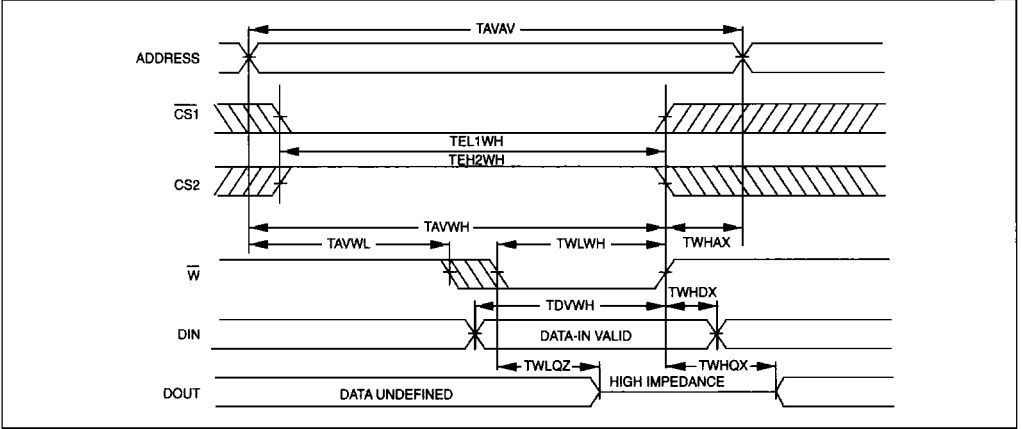 TAVAV
ADDRESS
CS1
TEL1WH
TEH2WH
CS2
TAVWH
TAVWL
TWLWH
TWHAX
W
TDVWH
TWHDX
DIN
DATA-IN VALID
TWLQZ
TWHQX
HIGH IMPEDANCE
DOUT
DATA UNDEFINED